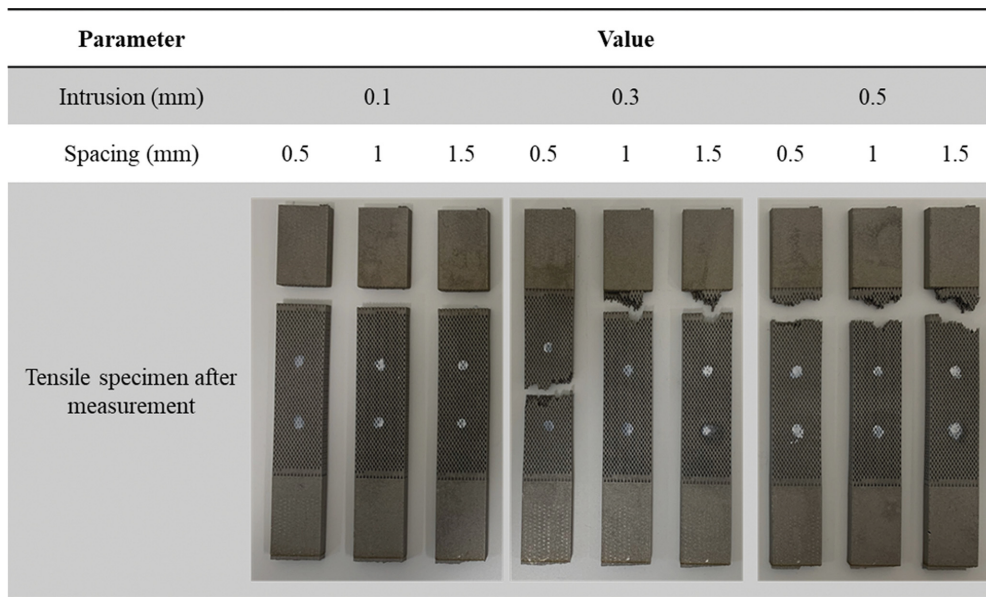 Parameter Value
Intrusion (mm) 0.1 0.3 0.5
Spacing (mm) 0.5 1 1.5 0.5 1 1.5 0.5 1 1.5
Tensile specimen after
measurement